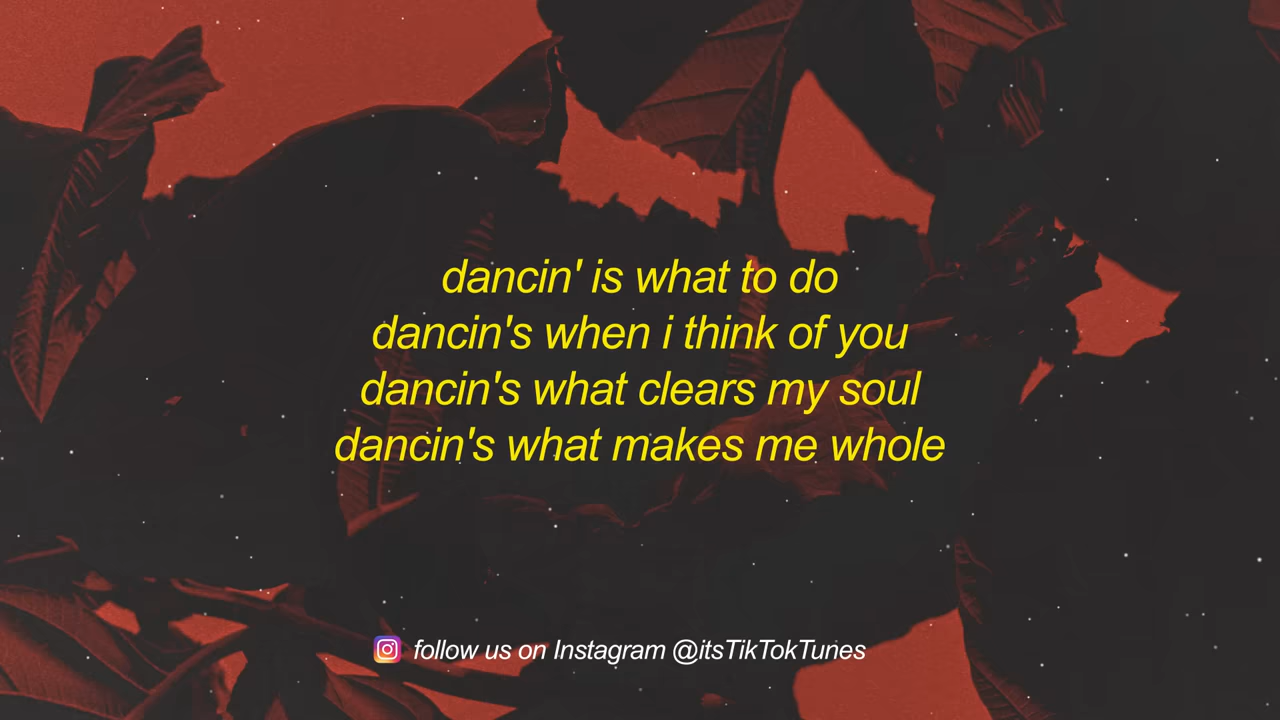 dancin' is what to do
dancin's when i think of you
dancin's what clears my soul
dancin's what makes me whole
follow us on Instagram @itsTikTokTunes